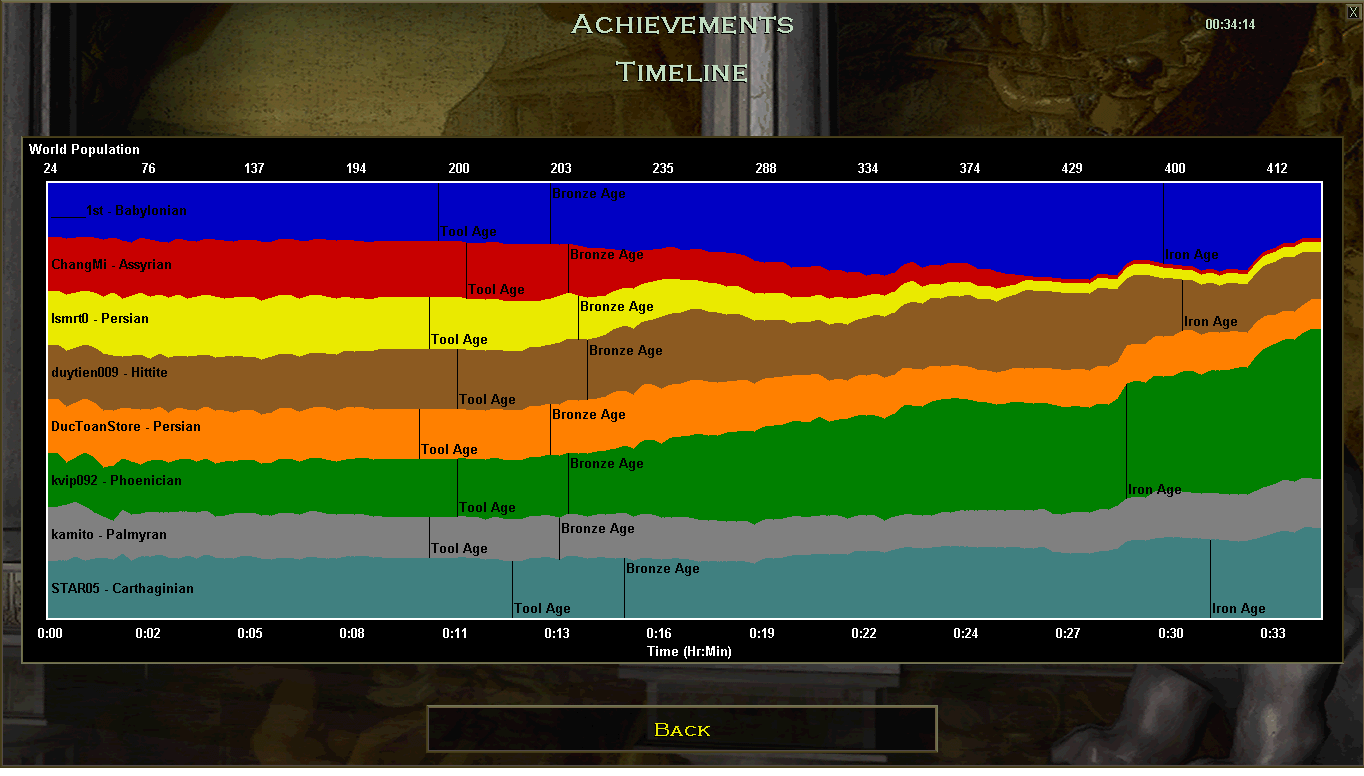 Achievements
00:34:14
X
Timeline
World Population
24 76 137 194 200 203 235 288 334 374 429 400 412
Bronze Age
1st - Babylonian
Tool Age
Bronze Age
Iron Age
ChangMi - Assyrian
Tool Age
Bronze Age
lsmrt0 - Persian
Iron Age
Tool Age
Bronze Age
duytien009 - Hittite
Tool Age
Bronze Age
DucToanStore - Persian
Tool Age
Bronze Age
kvip092 - Phoenician
Iron Age
Tool Age
Bronze Age
kamito - Palmyran
Tool Age
Bronze Age
STAR05 - Carthaginian
Tool Age
Iron Age
0:00 0:02 0:05 0:08 0:11 0:13 0:16 0:19 0:22 0:24 0:27 0:30 0:33
Time (Hr:Min)
Back